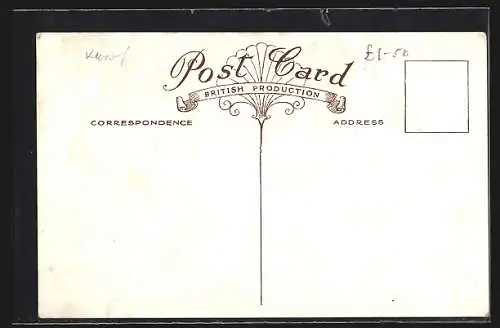 £1-50
Post Card
BRITISH PRODUCTION
CORRESPONDENCE
ADDRESS